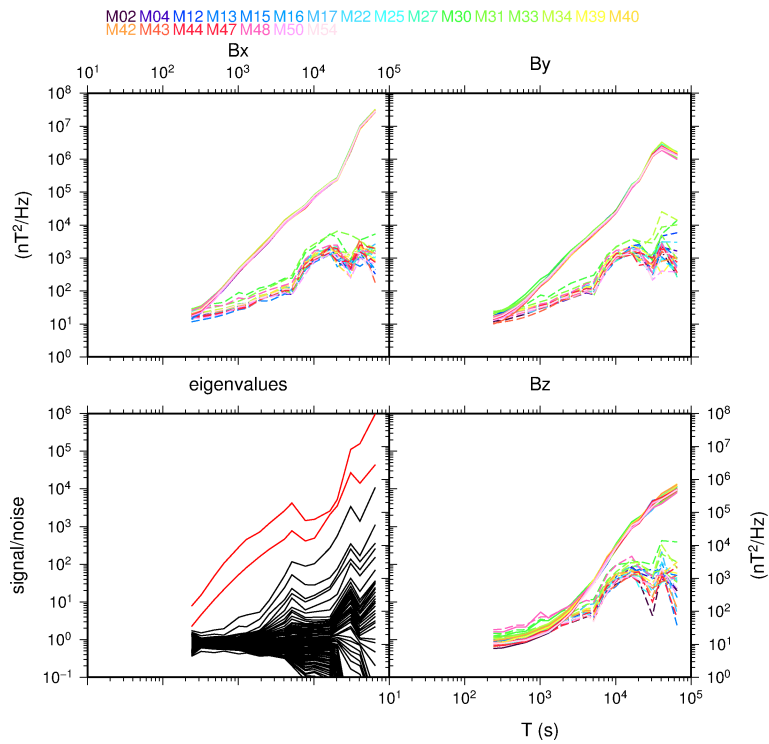 M02 M04 M12 M13 M15 M16 M17 M22 M25 M27 M30 M31 M33 M34 M39 M40
M42 M43 M44 M47 M48 M50 M54
Bx
By
10¹ 10³ 10⁴ 10⁵
10⁸
10⁷
10⁶
10⁵
10⁴
10³
10²
10¹
10⁰
(nT²/Hz)
eigenvalues
Bz
10⁶
10⁵
10⁴
10³
10²
10¹
10⁰
10⁻¹
signal/noise
10⁸
10⁷
10⁶
10⁵
10⁴
10³
10²
10¹
10⁰
(nT²/Hz)
10¹ 10² 10³ 10⁴ 10⁵
T (s)